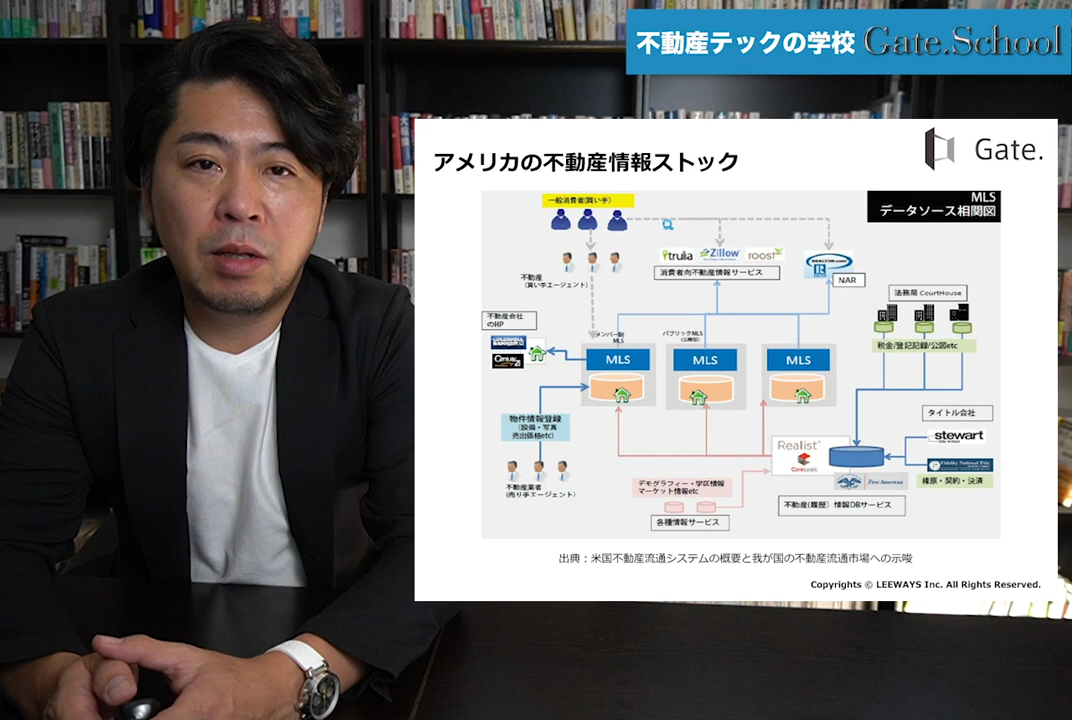 不動産テックの学校 Gate.School
Gate.
アメリカの不動産情報ストック
MLS
データソース相関図
一般消費者(買い手)
trulia
Zillow
roost
REALTOR.com
消費者向不動産情報サービス
NAR
不動産
(買い手エージェント)
法務局 CourtHouse
不動産会社
のHP
COLDWELL
BANKER
Century 21
メンバー制
MLS
パブリックMLS
(公開型)
税金/登記記録/公図etc
MLS
MLS
MLS
物件情報登録
(設備・写真
売出価格etc)
タイトル会社
stewart
Fidelity National Title
Realist
CoreLogic
First American
権原・契約・決済
不動産業者
(売り手エージェント)
デモグラフィー・学区情報
マーケット情報etc
各種情報サービス
不動産(履歴)情報DBサービス
出典:米国不動産流通システムの概要と我が国の不動産流通市場への示唆
Copyrights © LEEWAYS Inc. All Rights Reserved.